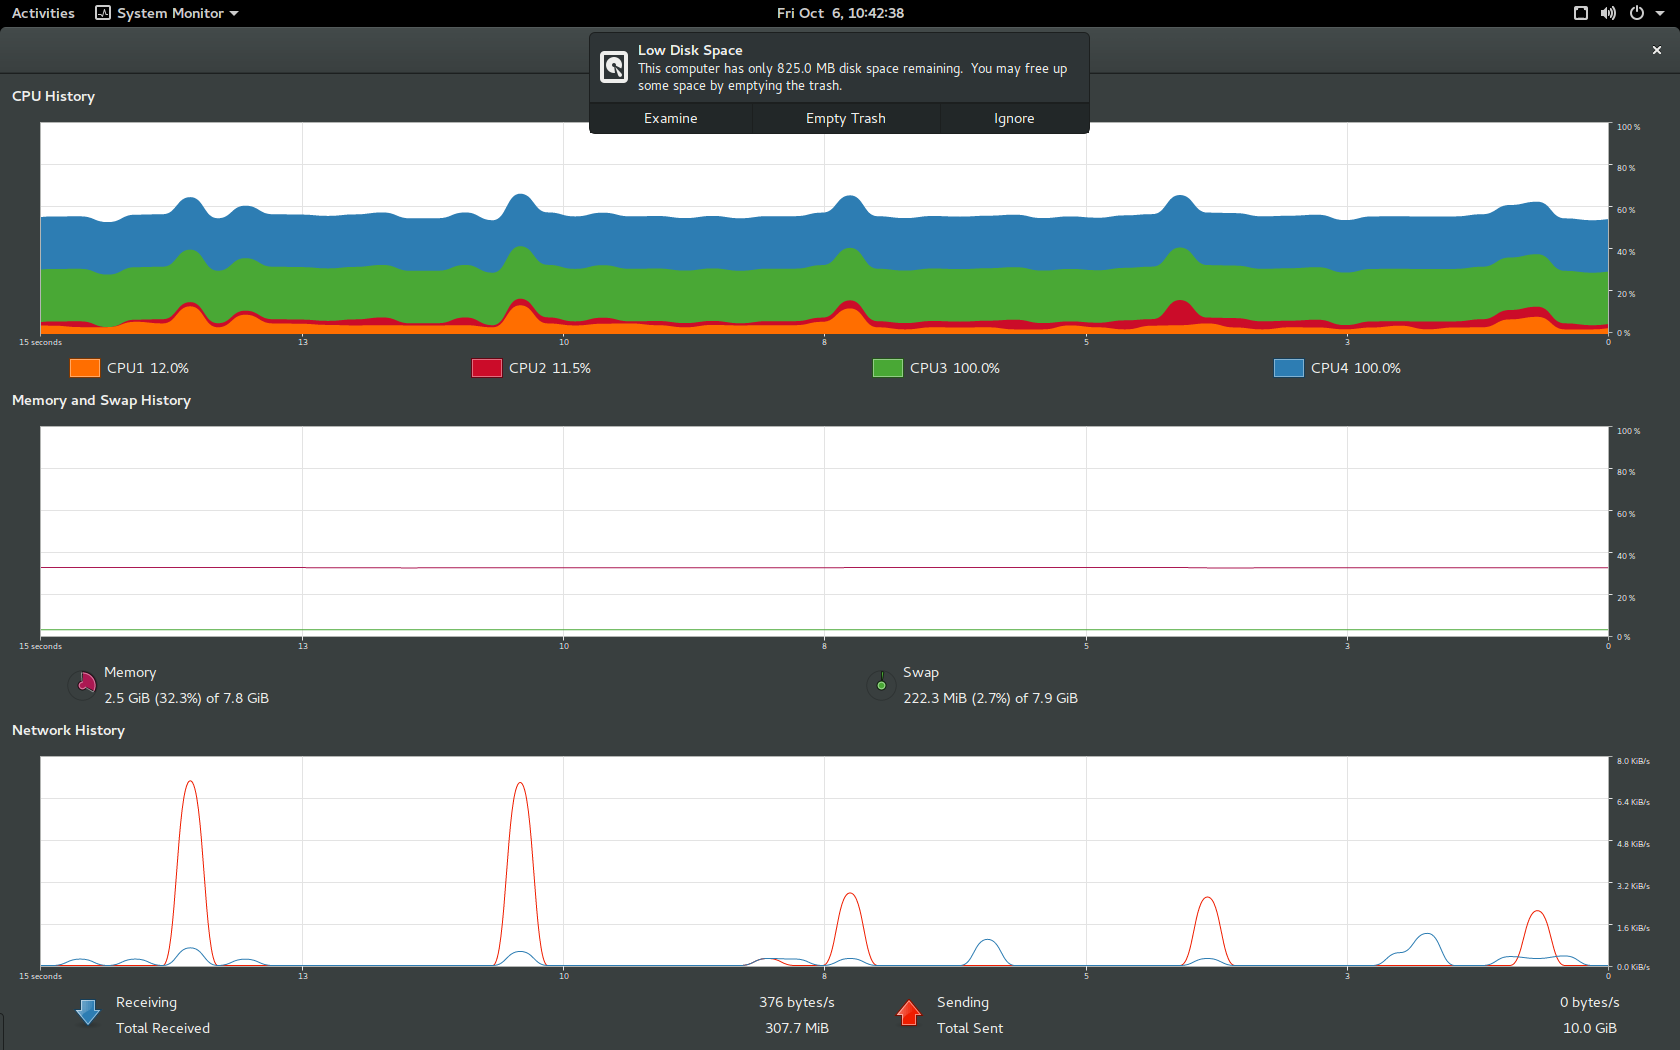 Activities
System Monitor
Fri Oct 6, 10:42:38
Low Disk Space
This computer has only 825.0 MB disk space remaining. You may free up
some space by emptying the trash.
Examine
Empty Trash
Ignore
CPU History
100 %
80 %
60 %
40 %
20 %
0 %
15 seconds
13
10
8
5
3
0
CPU1 12.0%
CPU2 11.5%
CPU3 100.0%
CPU4 100.0%
Memory and Swap History
100 %
80 %
60 %
40 %
20 %
0 %
15 seconds
13
10
8
5
3
0
Memory
2.5 GiB (32.3%) of 7.8 GiB
Swap
222.3 MiB (2.7%) of 7.9 GiB
Network History
8.0 KiB/s
6.4 KiB/s
4.8 KiB/s
3.2 KiB/s
1.6 KiB/s
0.0 KiB/s
15 seconds
13
10
8
5
3
0
Receiving
376 bytes/s
Total Received
307.7 MiB
Sending
0 bytes/s
Total Sent
10.0 GiB